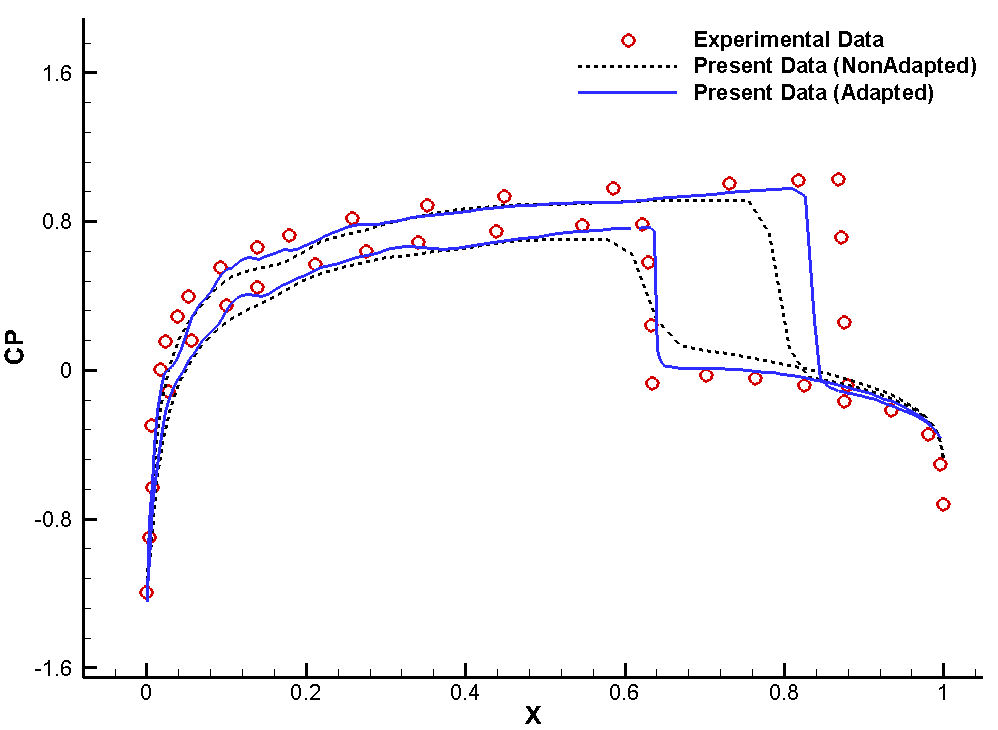 Experimental Data
Present Data (NonAdapted)
Present Data (Adapted)
1.6
0.8
0
-0.8
-1.6
CP
0 0.2 0.4 0.6 0.8 1
X